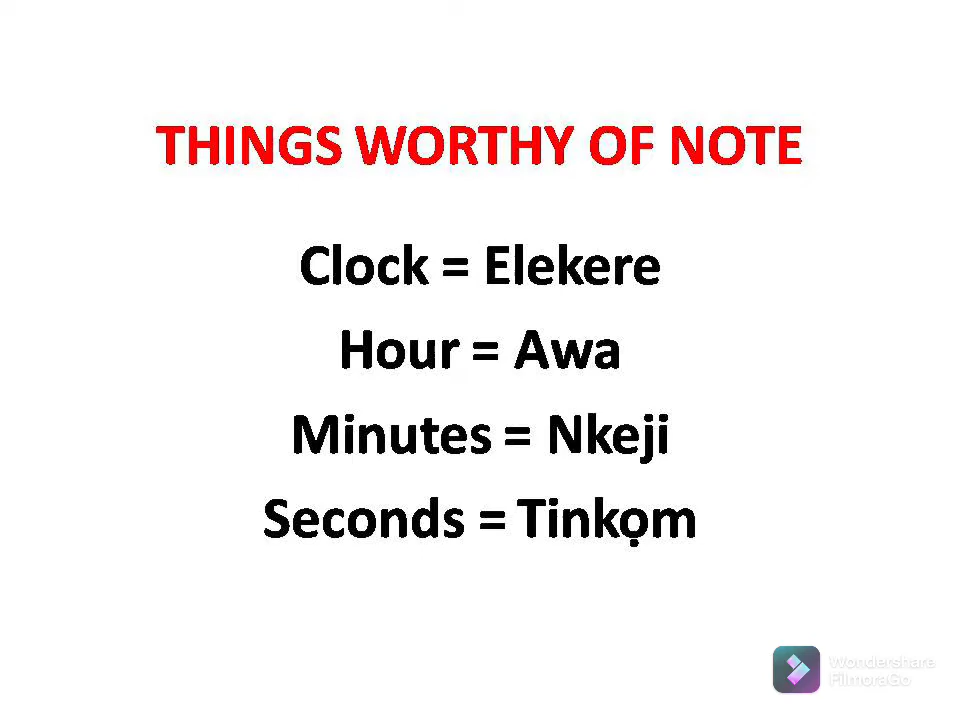 THINGS WORTHY OF NOTE
Clock = Elekere
Hour = Awa
Minutes = Nkeji
Seconds = Tinkọm
Wondershare
FilmoraGo